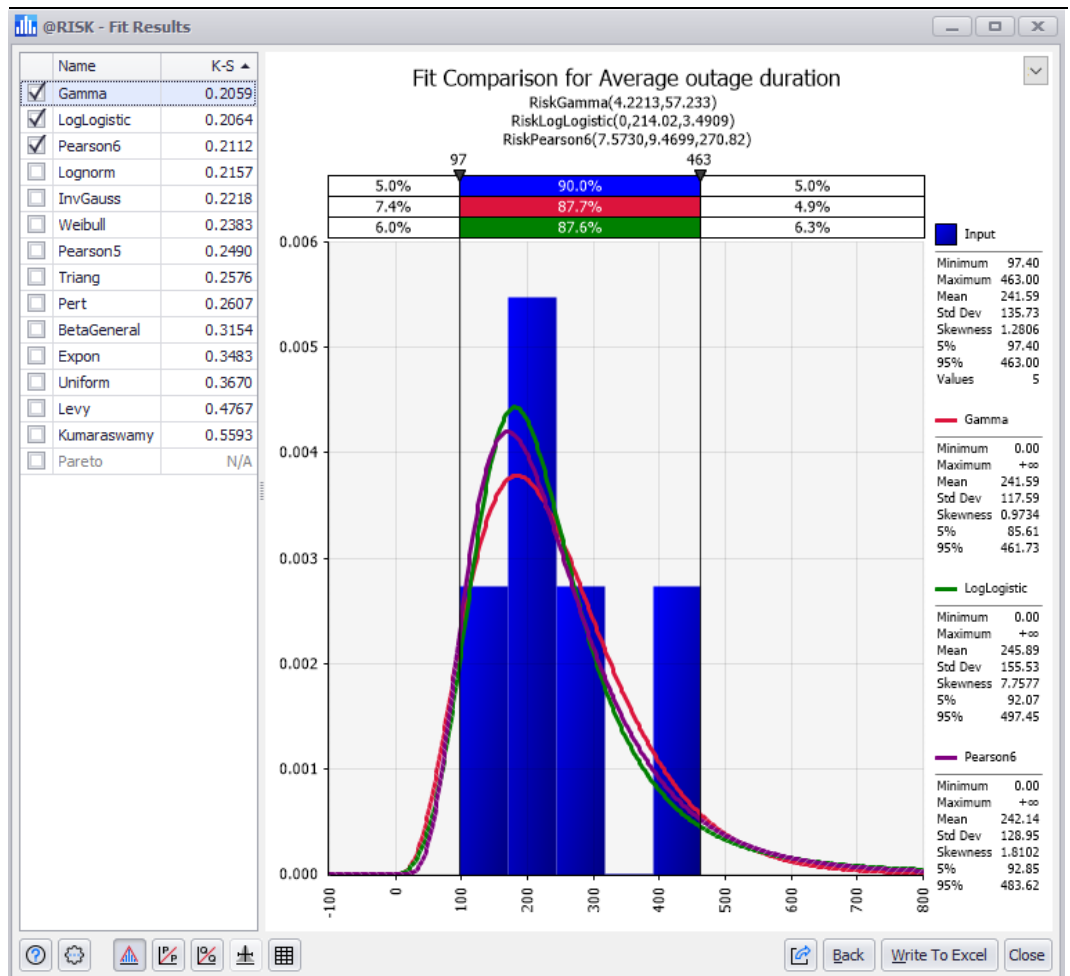 @RISK - Fit Results
Name K-S
Gamma 0.2059
LogLogistic 0.2064
Pearson6 0.2112
Lognorm 0.2157
InvGauss 0.2218
Weibull 0.2383
Pearson5 0.2490
Triang 0.2576
Pert 0.2607
BetaGeneral 0.3154
Expon 0.3483
Uniform 0.3670
Levy 0.4767
Kumaraswamy 0.5593
Pareto N/A
Fit Comparison for Average outage duration
RiskGamma(4.2213,57.233)
RiskLogLogistic(0,214.02,3.4909)
RiskPearson6(7.5730,9.4699,270.82)
97 463
5.0% 90.0% 5.0%
7.4% 87.7% 4.9%
6.0% 87.6% 6.3%
0.006
0.005
0.004
0.003
0.002
0.001
0.000
-100 0 100 200 300 400 500 600 700 800
Input
Minimum 97.40
Maximum 463.00
Mean 241.59
Std Dev 135.73
Skewness 1.2806
5% 97.40
95% 463.00
Values 5
Gamma
Minimum 0.00
Maximum +∞
Mean 241.59
Std Dev 117.59
Skewness 0.9734
5% 85.61
95% 461.73
LogLogistic
Minimum 0.00
Maximum +∞
Mean 245.89
Std Dev 155.53
Skewness 7.7577
5% 92.07
95% 497.45
Pearson6
Minimum 0.00
Maximum +∞
Mean 242.14
Std Dev 128.95
Skewness 1.8102
5% 92.85
95% 483.62
? P/P Q/Q Back Write To Excel Close